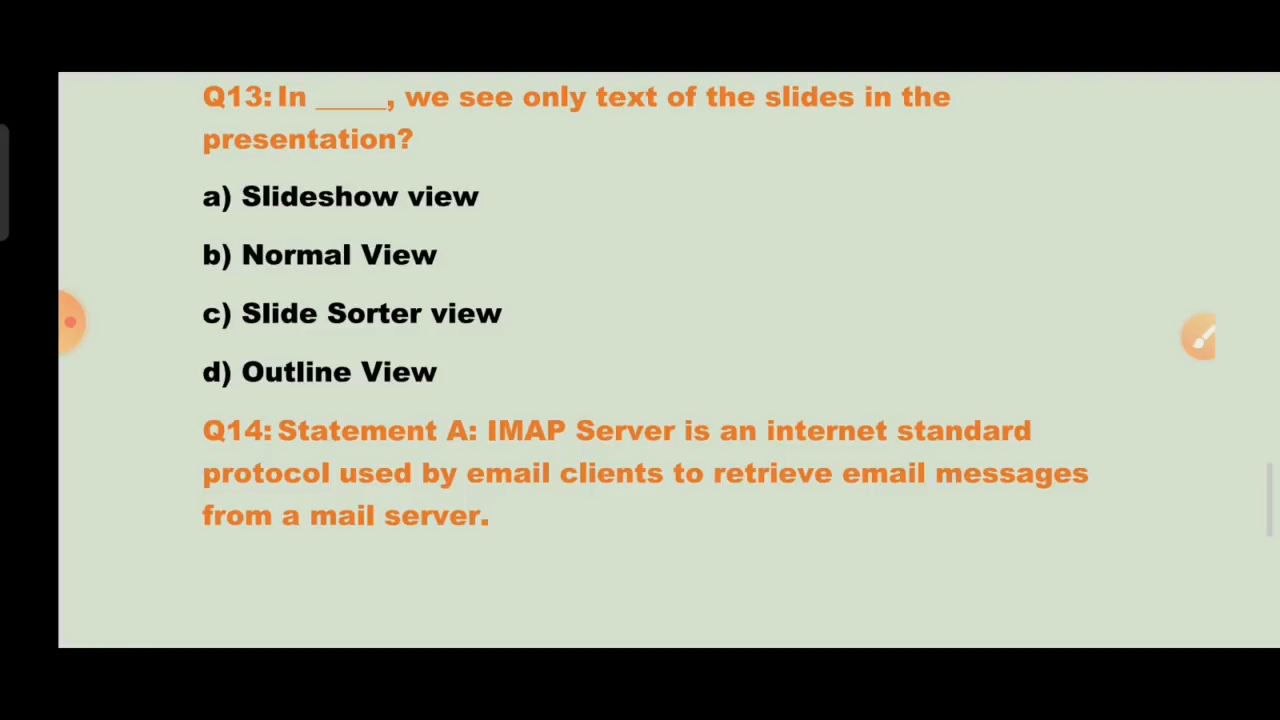 Q13: In _____, we see only text of the slides in the
presentation?
a) Slideshow view
b) Normal View
c) Slide Sorter view
d) Outline View
Q14: Statement A: IMAP Server is an internet standard
protocol used by email clients to retrieve email messages
from a mail server.